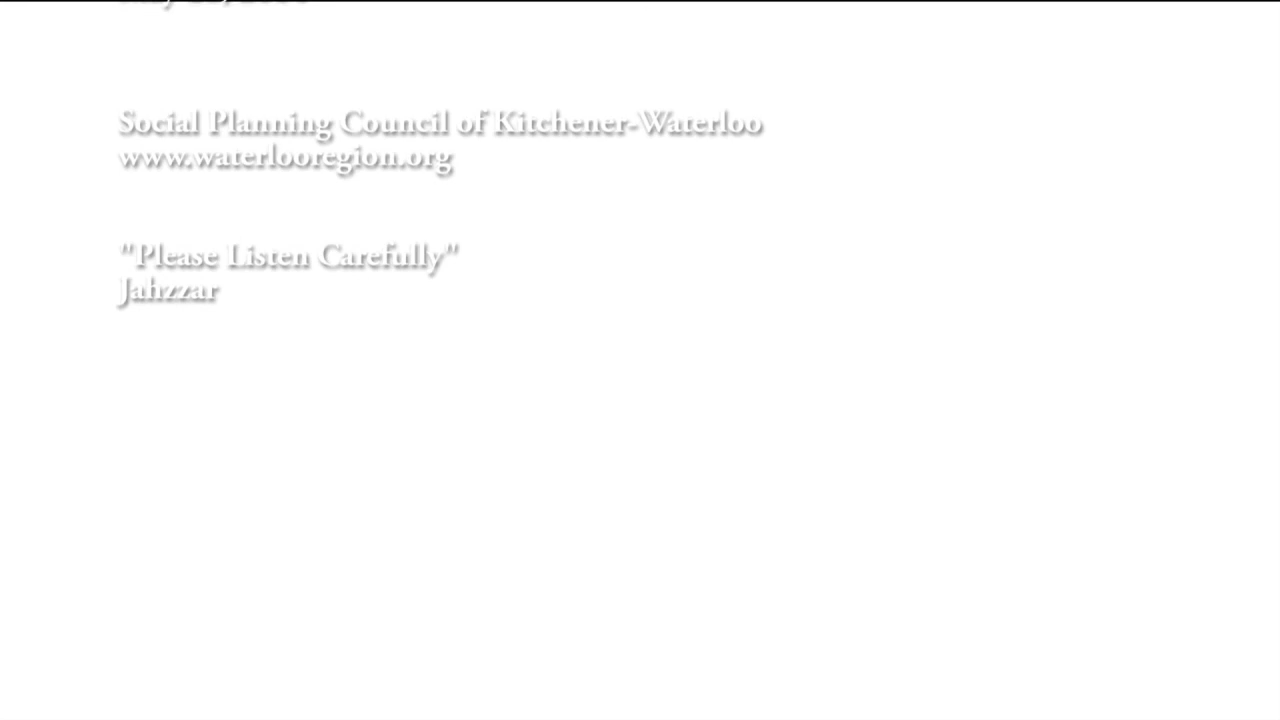 Social Planning Council of Kitchener-Waterloo
www.waterlooregion.org
"Please Listen Carefully"
Jahzzar